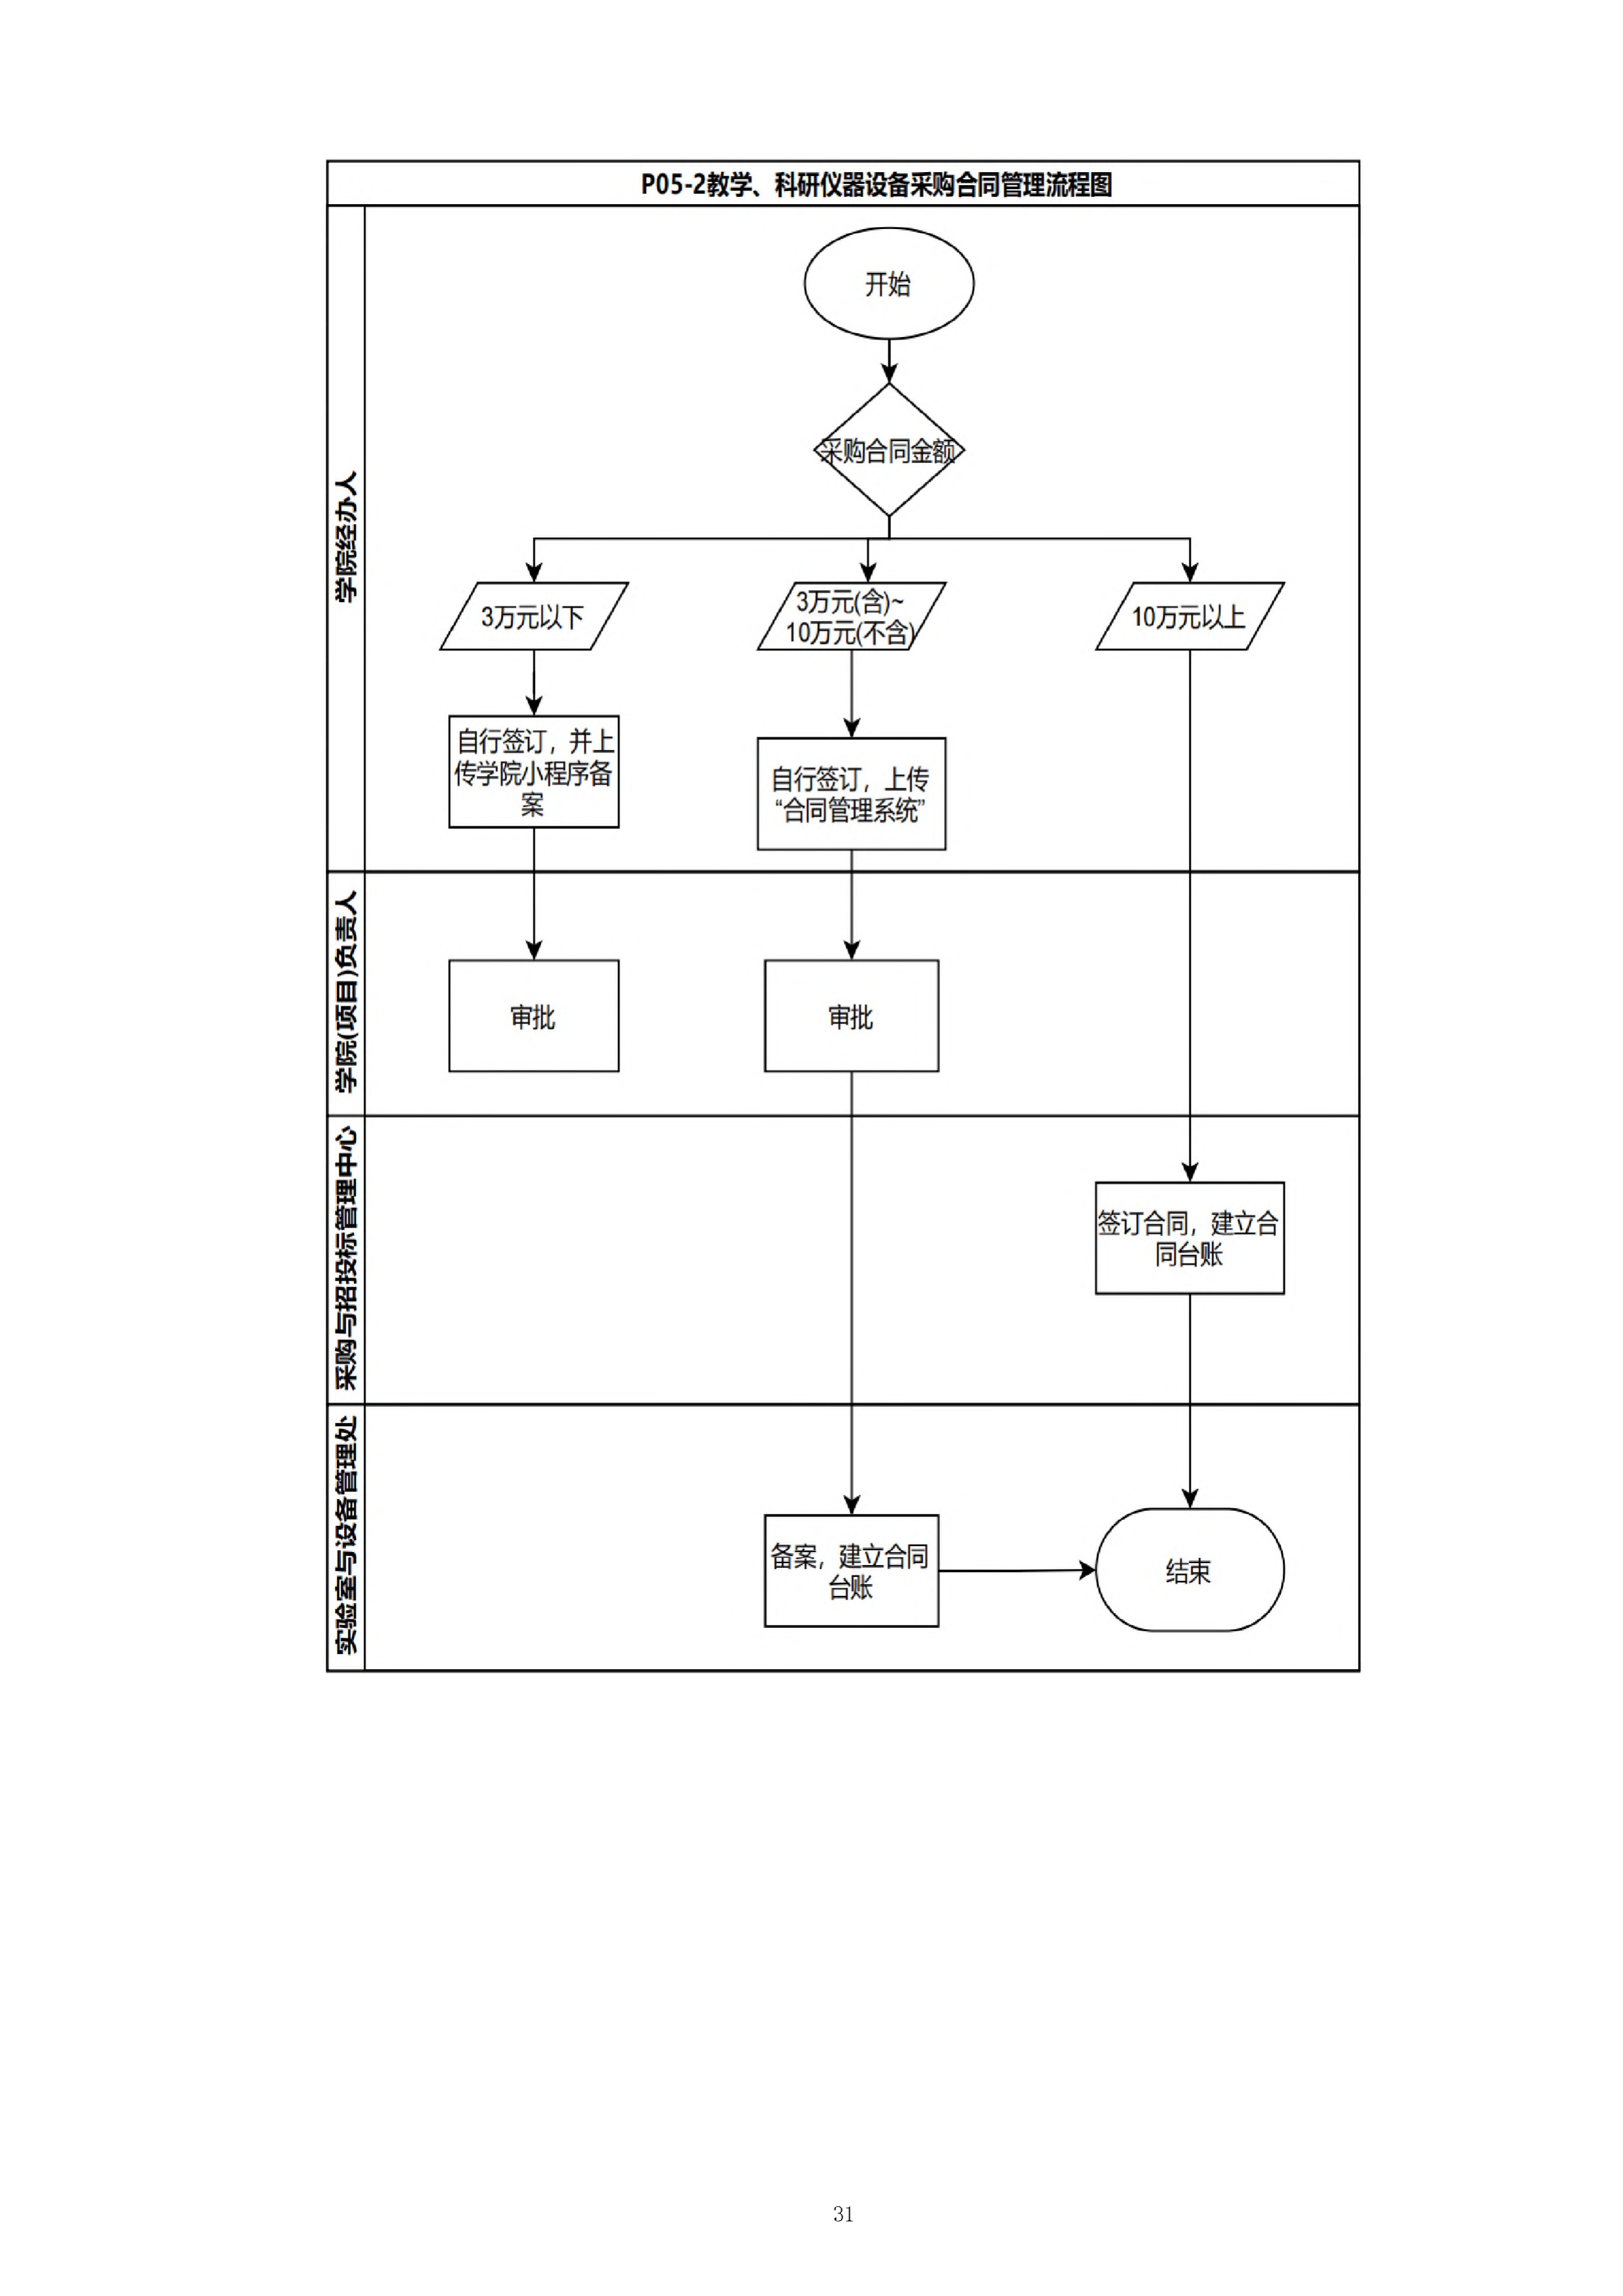 P05-2教学、科研仪器设备采购合同管理流程图
学院经办人
开始
采购合同金额
3万元以下
3万元(含)~
10万元(不含)
10万元以上
自行签订，并上
传学院小程序备
案
自行签订，上传
“合同管理系统”
学院(项目)负责人
审批
审批
采购与招投标管理中心
签订合同，建立合
同台账
实验室与设备管理处
备案，建立合同
台账
结束
31